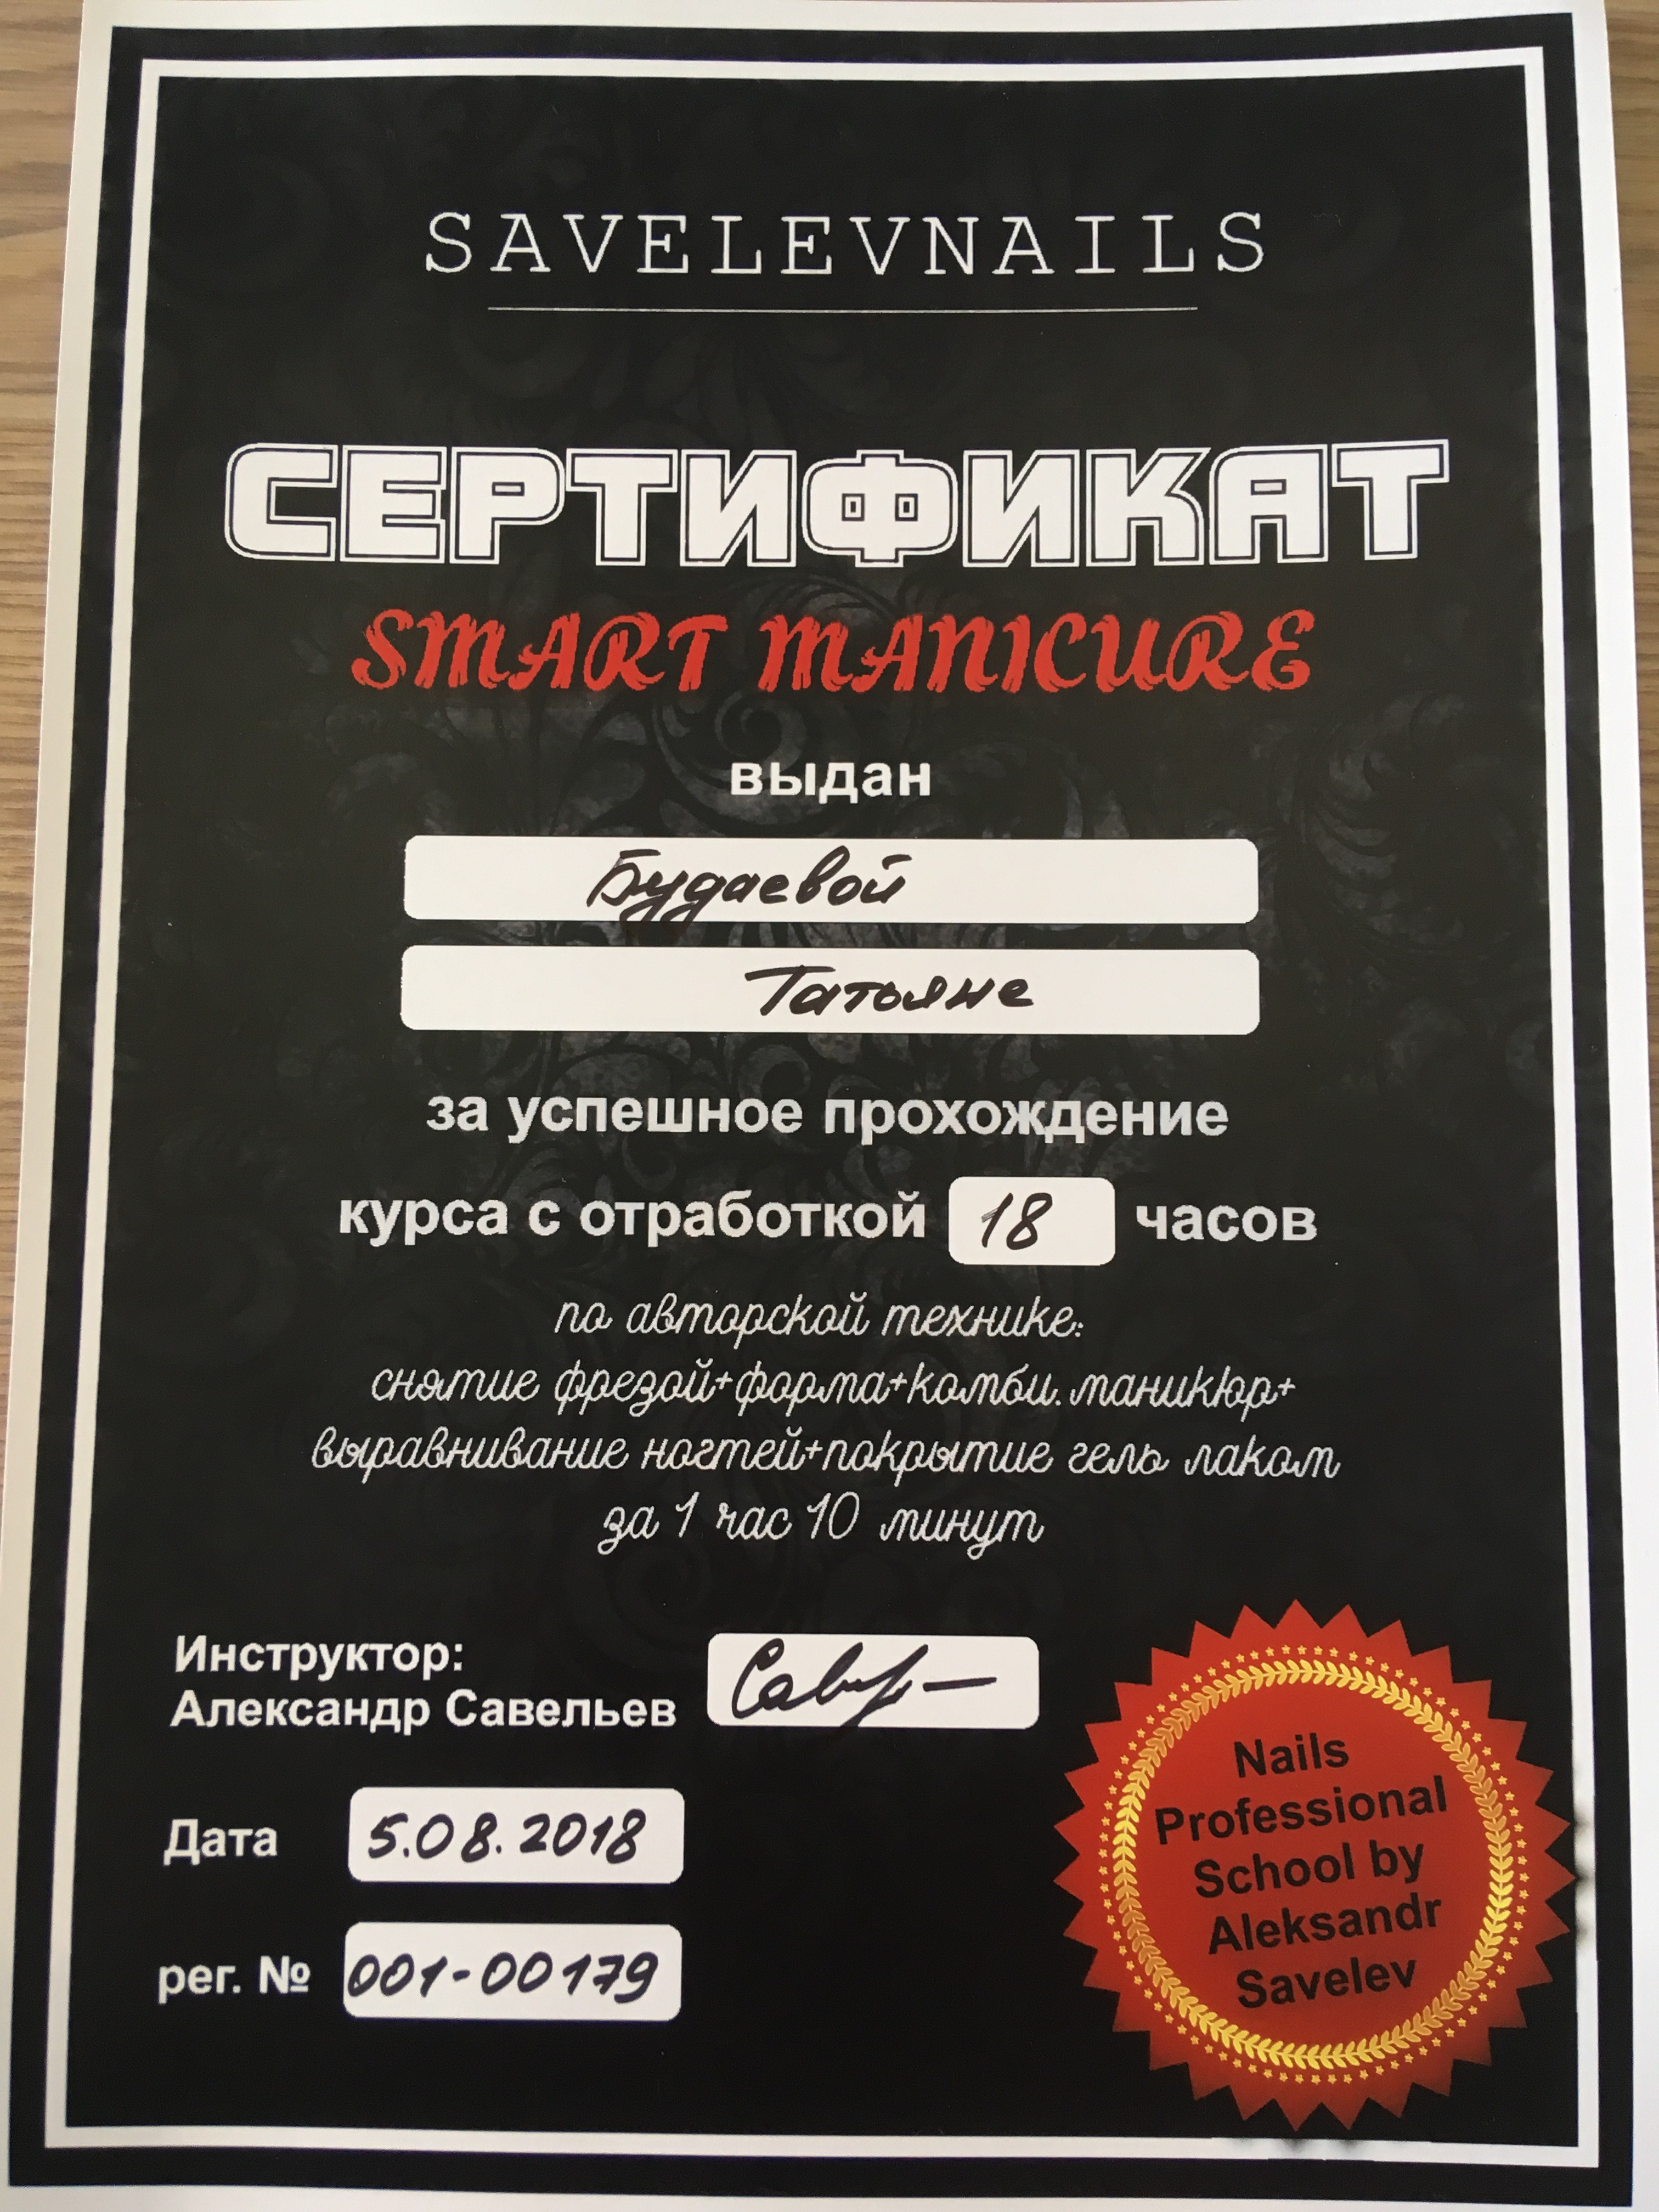 SAVELEVNAILS
СЕРТИФИКАТ
SMART MANICURE
выдан
Будаевой
Татьяне
за успешное прохождение
курса с отработкой 18 часов
по авторской технике:
снятие фрезой+форма+комби.маникюр+
выравнивание ногтей+покрытие гель лаком
за 1 час 10 минут
Инструктор:
Александр Савельев
Дата 5.08.2018
рег. № 001-00179
Nails
Professional
School by
Aleksandr
Savelev